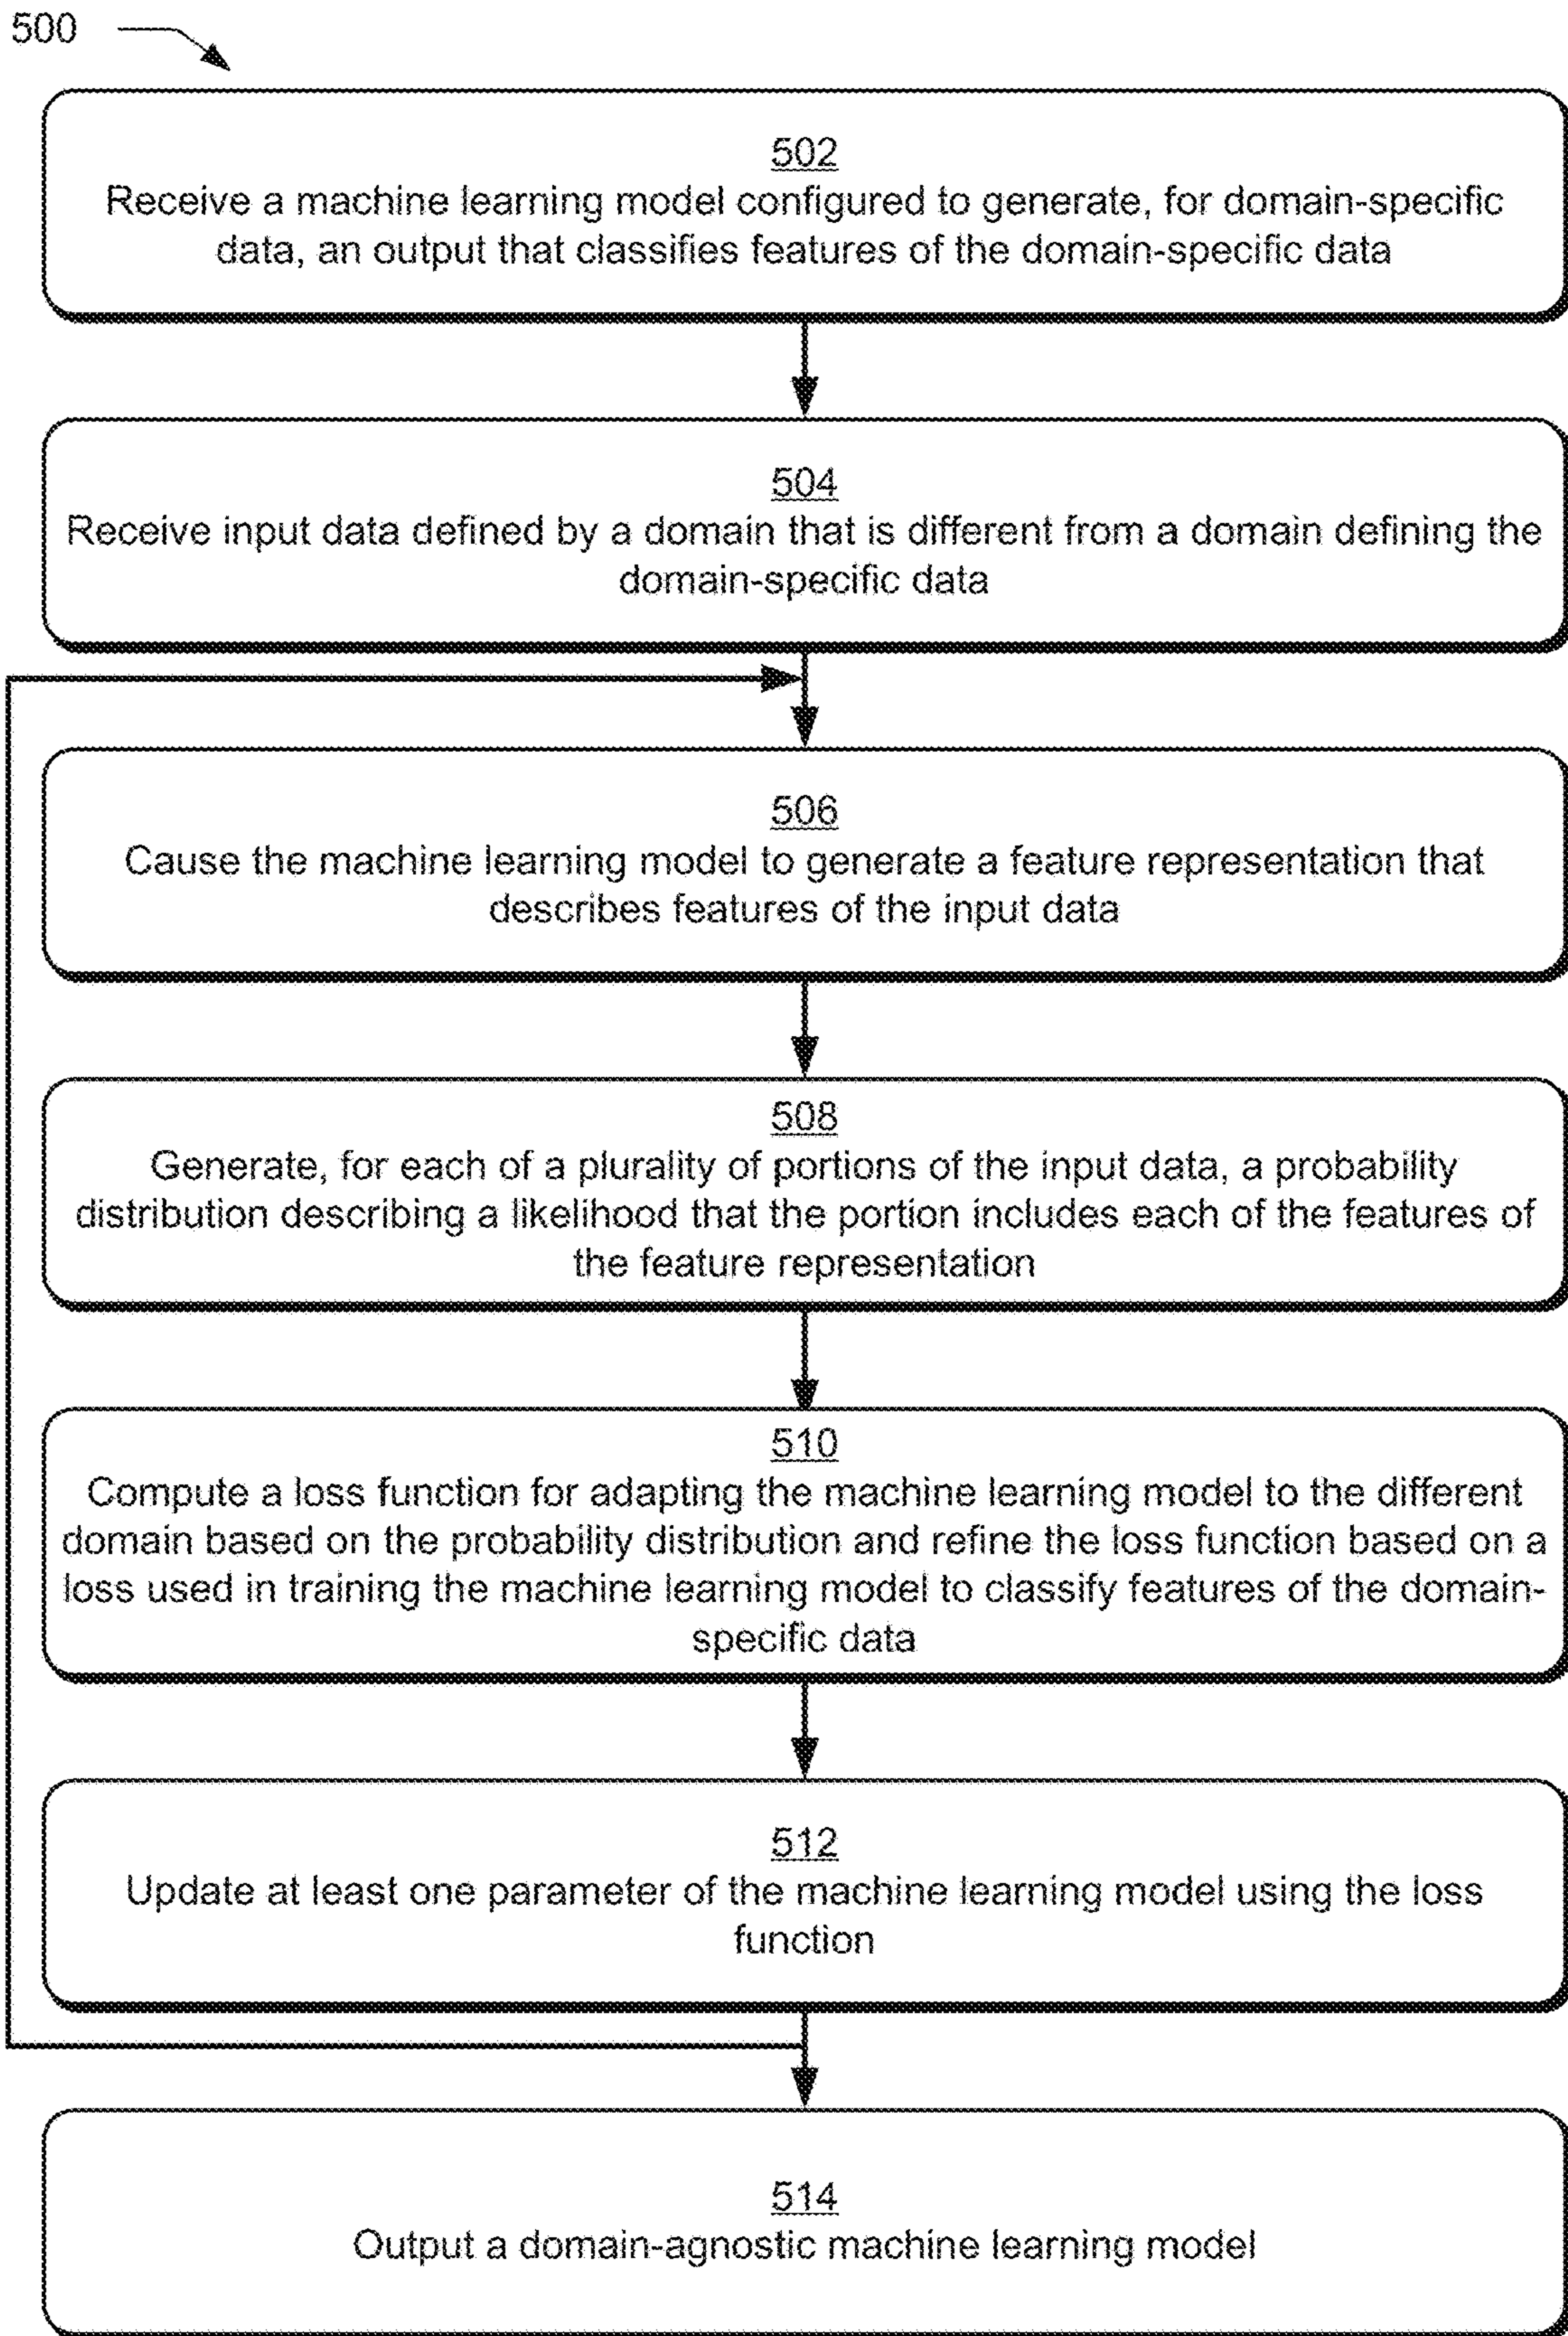 500
502
Receive a machine learning model configured to generate, for domain-specific
data, an output that classifies features of the domain-specific data
504
Receive input data defined by a domain that is different from a domain defining the
domain-specific data
506
Cause the machine learning model to generate a feature representation that
describes features of the input data
508
Generate, for each of a plurality of portions of the input data, a probability
distribution describing a likelihood that the portion includes each of the features of
the feature representation
510
Compute a loss function for adapting the machine learning model to the different
domain based on the probability distribution and refine the loss function based on a
loss used in training the machine learning model to classify features of the domain-
specific data
512
Update at least one parameter of the machine learning model using the loss
function
514
Output a domain-agnostic machine learning model